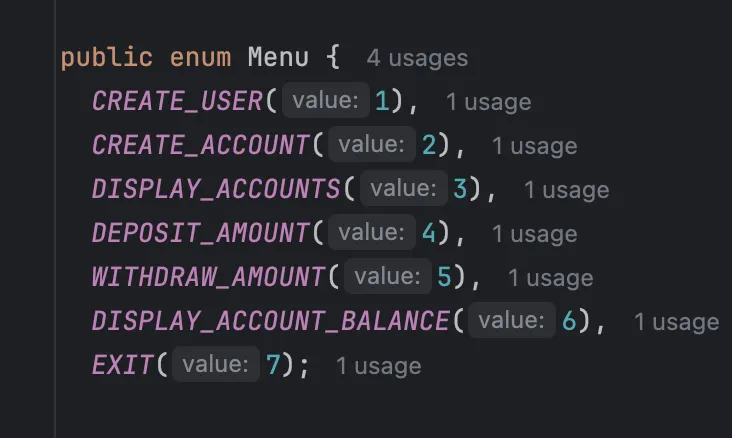 public enum Menu { 4 usages
CREATE_USER( value: 1), 1 usage
CREATE_ACCOUNT( value: 2), 1 usage
DISPLAY_ACCOUNTS( value: 3), 1 usage
DEPOSIT_AMOUNT( value: 4), 1 usage
WITHDRAW_AMOUNT( value: 5), 1 usage
DISPLAY_ACCOUNT_BALANCE( value: 6), 1 usage
EXIT( value: 7); 1 usage